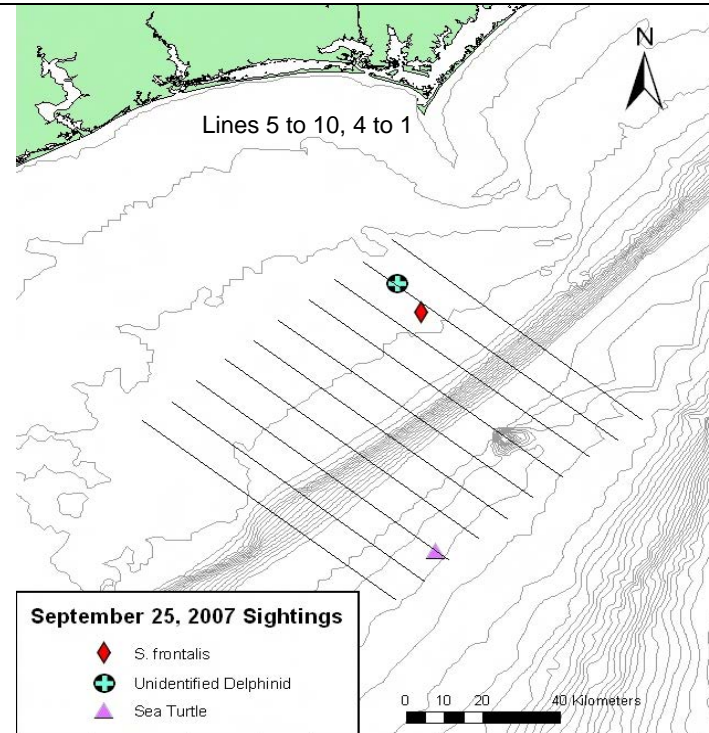 N
Lines 5 to 10, 4 to 1
September 25, 2007 Sightings
S. frontalis
Unidentified Delphinid
Sea Turtle
0 10 20 40 Kilometers